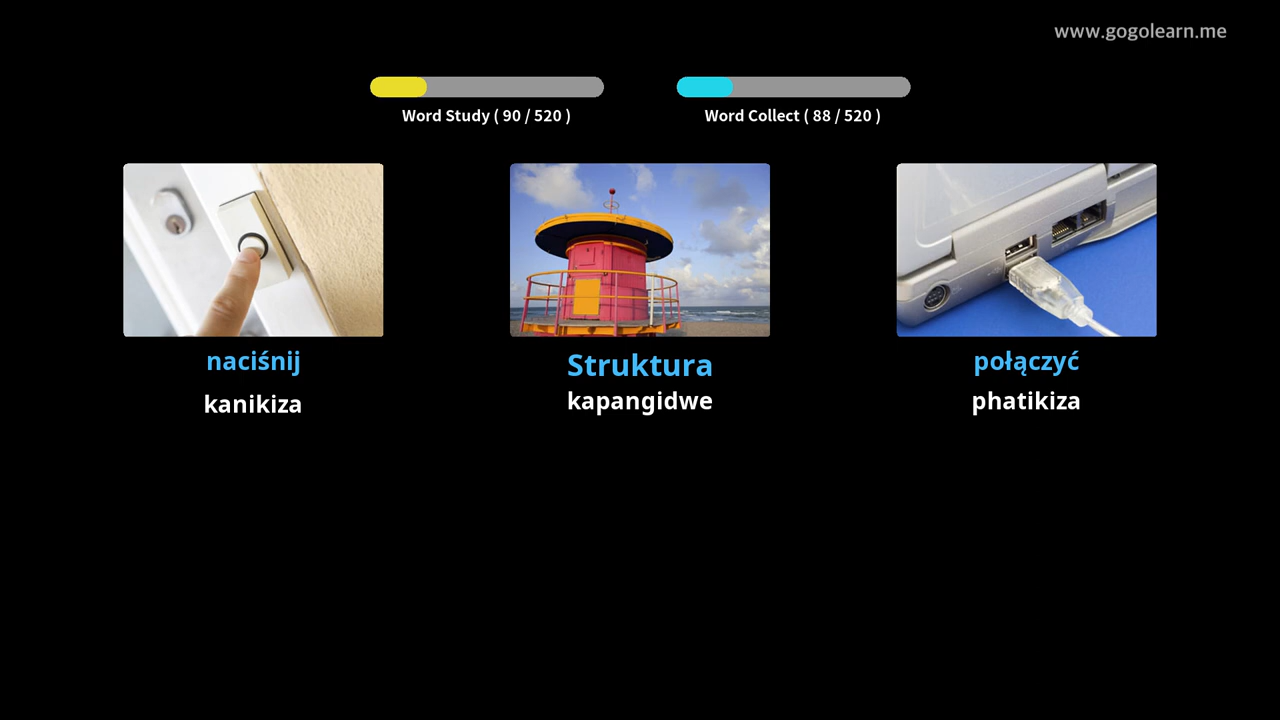 www.gogolearn.me
Word Study ( 90 / 520 )
Word Collect ( 88 / 520 )
naciśnij
kanikiza
Struktura
kapangidwe
połączyć
phatikiza